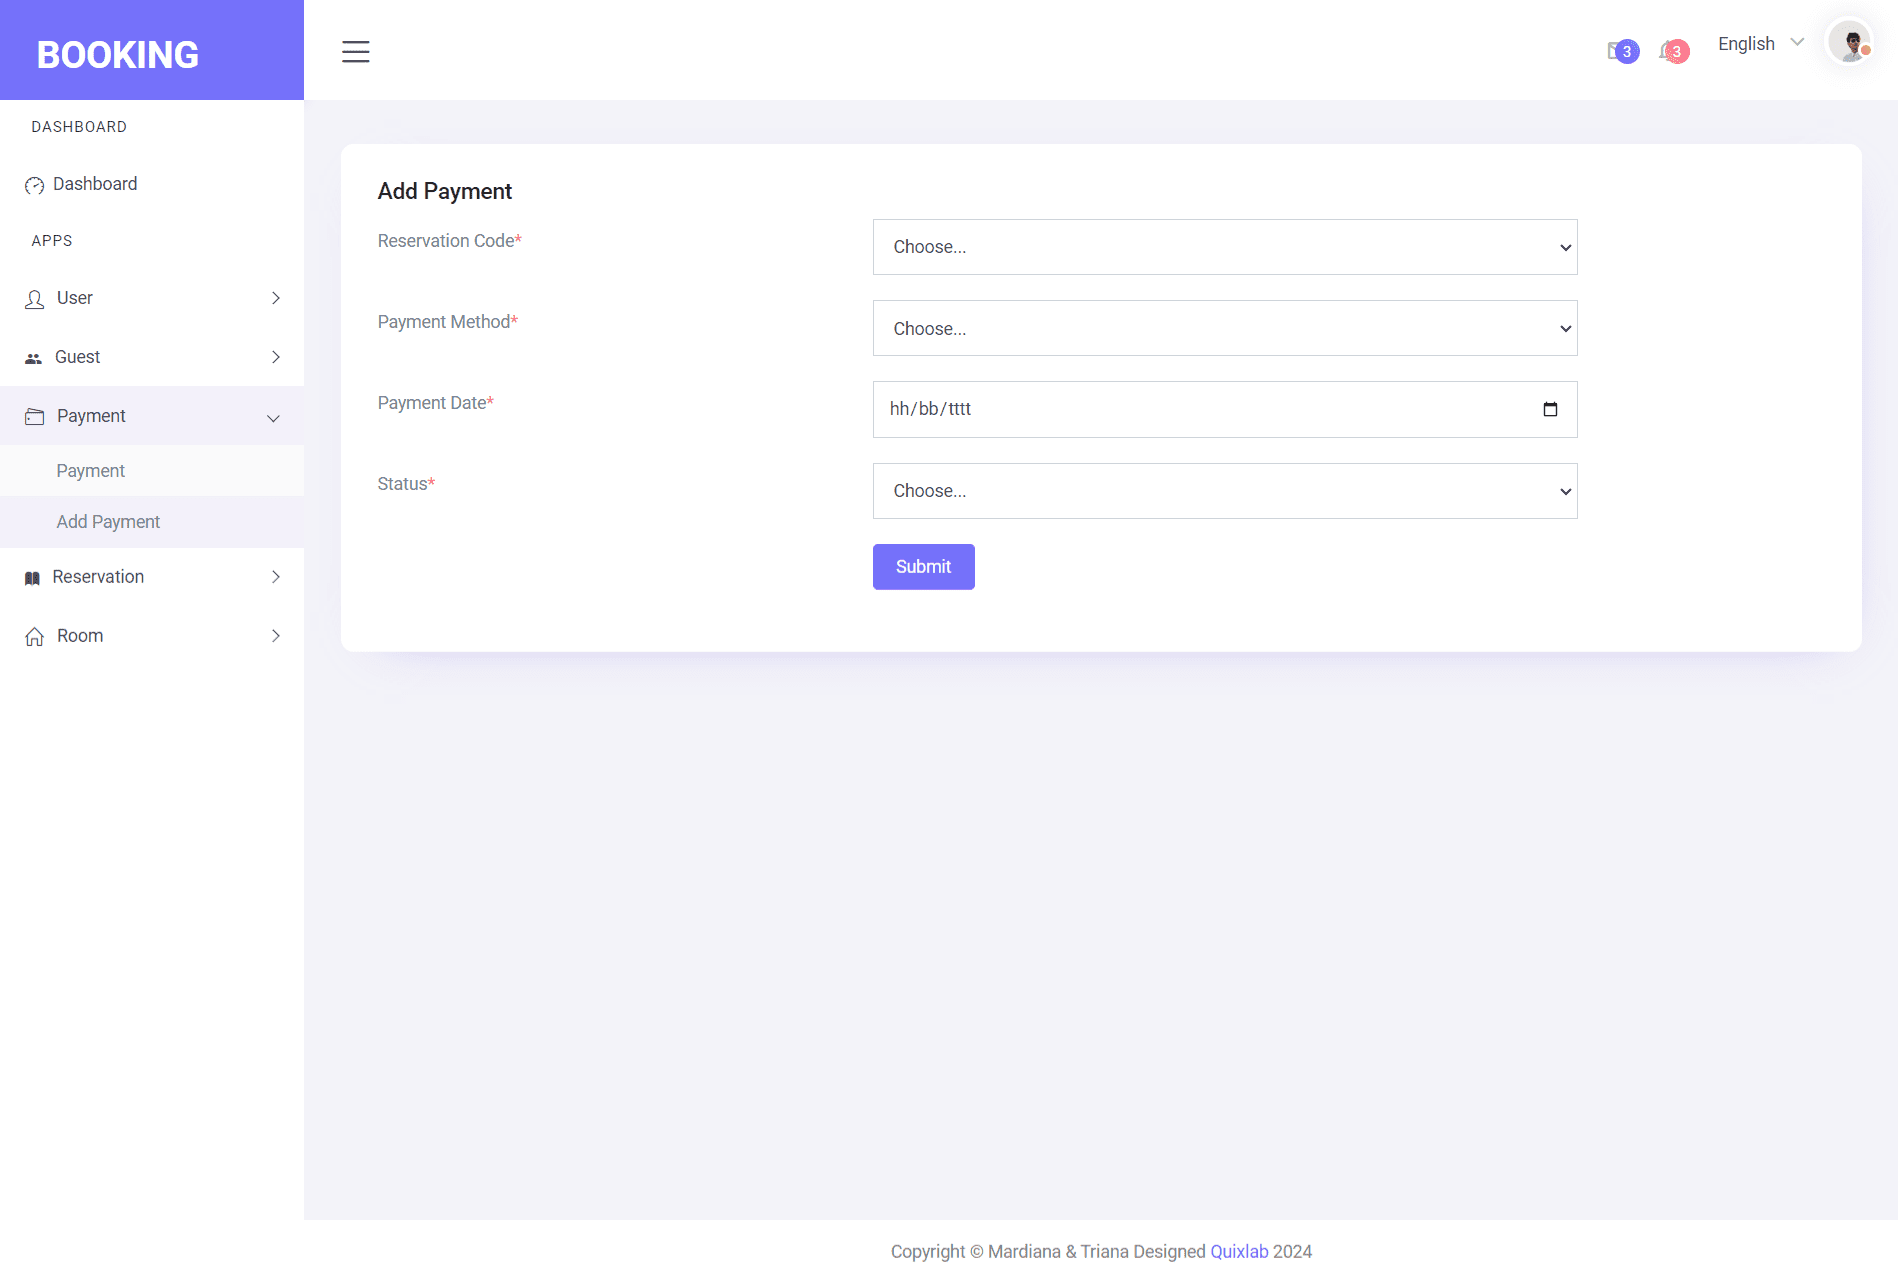 BOOKING
3
3
English
DASHBOARD
Dashboard
APPS
User
Guest
Payment
Payment
Add Payment
Reservation
Room
Add Payment
Reservation Code*
Choose...
Payment Method*
Choose...
Payment Date*
hh/bb/tttt
Status*
Choose...
Submit
Copyright © Mardiana & Triana Designed Quixlab 2024